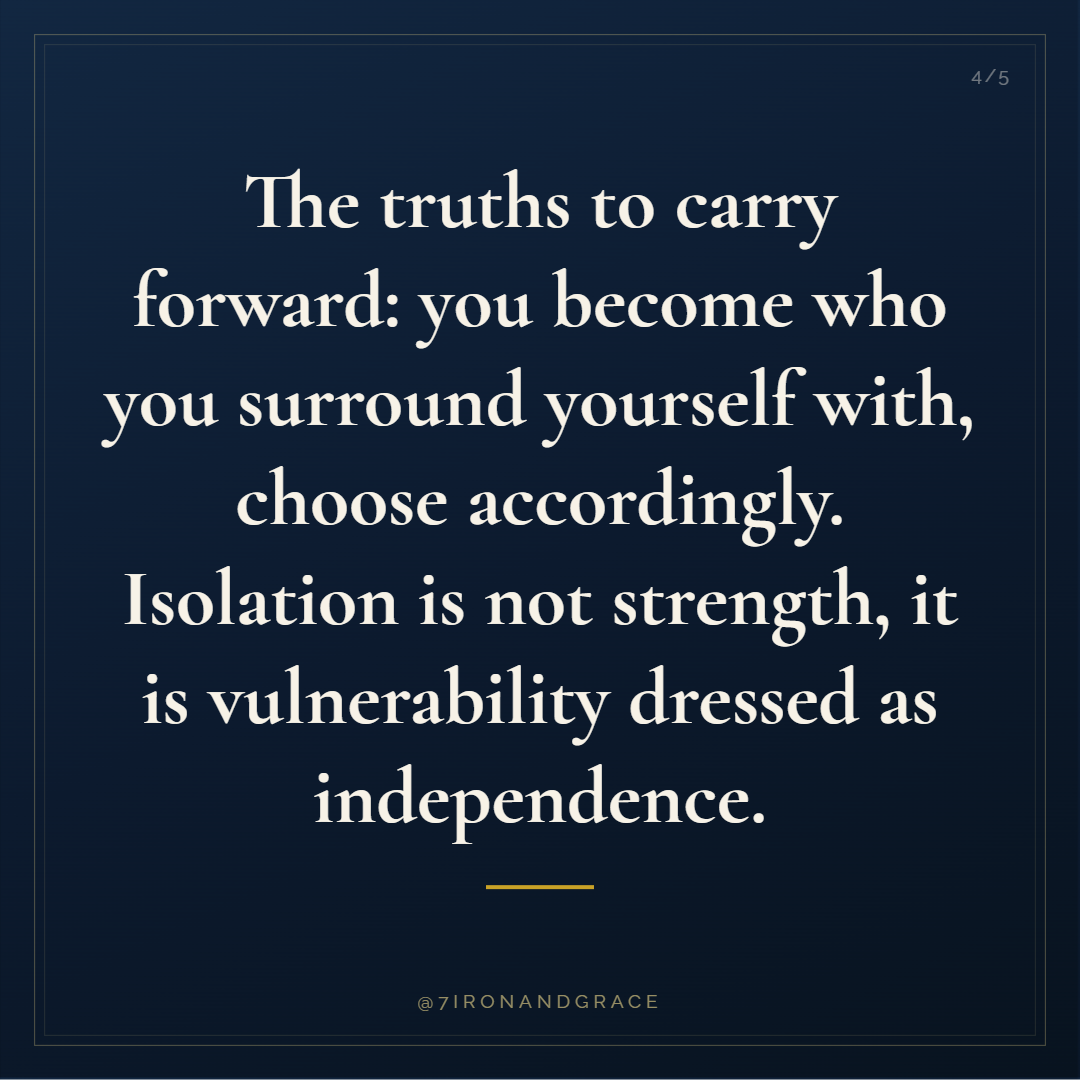 4/5
The truths to carry
forward: you become who
you surround yourself with,
choose accordingly.
Isolation is not strength, it
is vulnerability dressed as
independence.
@7IRONANDGRACE